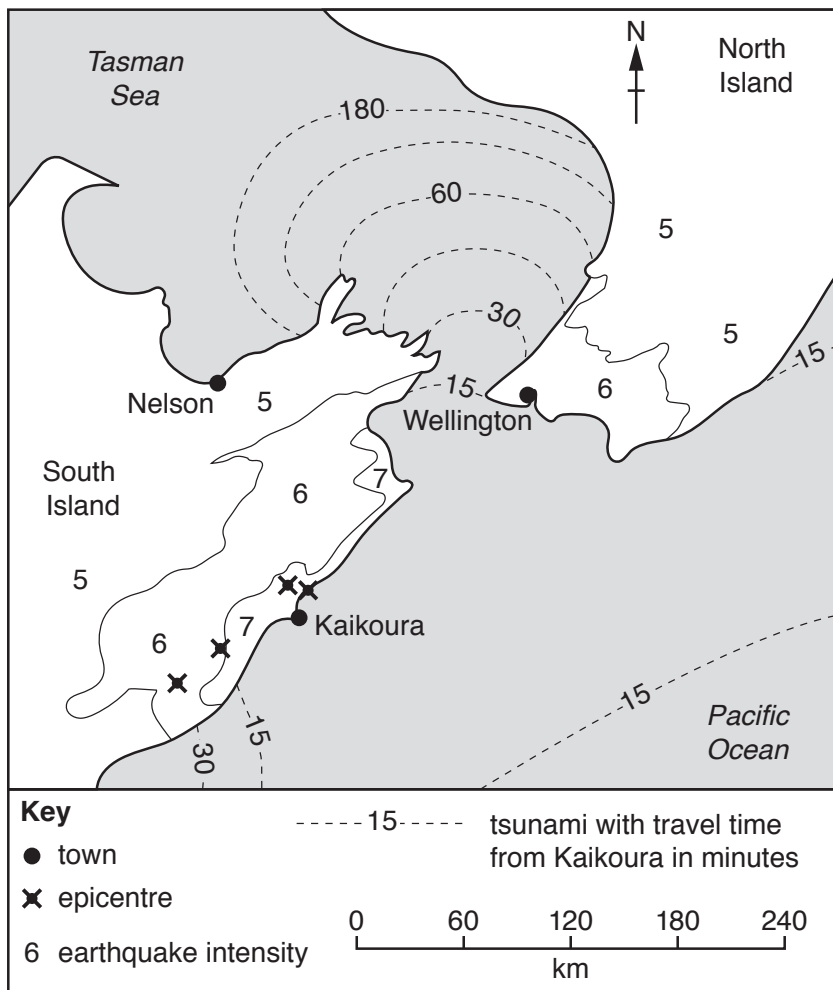 Tasman
Sea
N
North
Island
180
60
5
30
5
15
Nelson
5
15
Wellington
6
South
Island
6
7
5
Kaikoura
7
6
15
15
30
Pacific
Ocean
Key
town
epicentre
6 earthquake intensity
15
tsunami with travel time
from Kaikoura in minutes
0 60 120 180 240
km